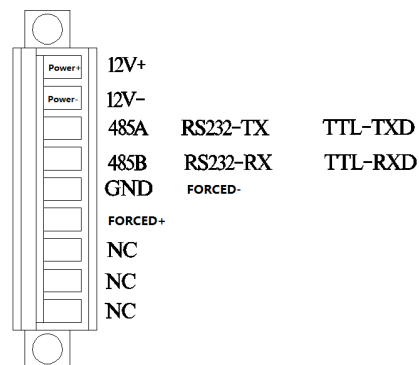 Power+ 12V+
Power- 12V-
485A RS232-TX TTL-TXD
485B RS232-RX TTL-RXD
GND FORCED-
FORCED+
NC
NC
NC